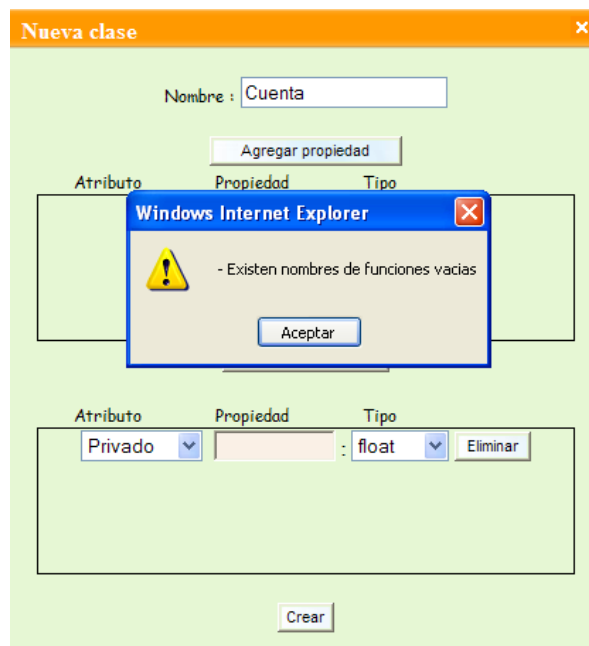 Nueva clase ×
Nombre : Cuenta
Agregar propiedad
Atributo Propiedad Tipo
Windows Internet Explorer
- Existen nombres de funciones vacias
Aceptar
Atributo Propiedad Tipo
Privado : float Eliminar
Crear